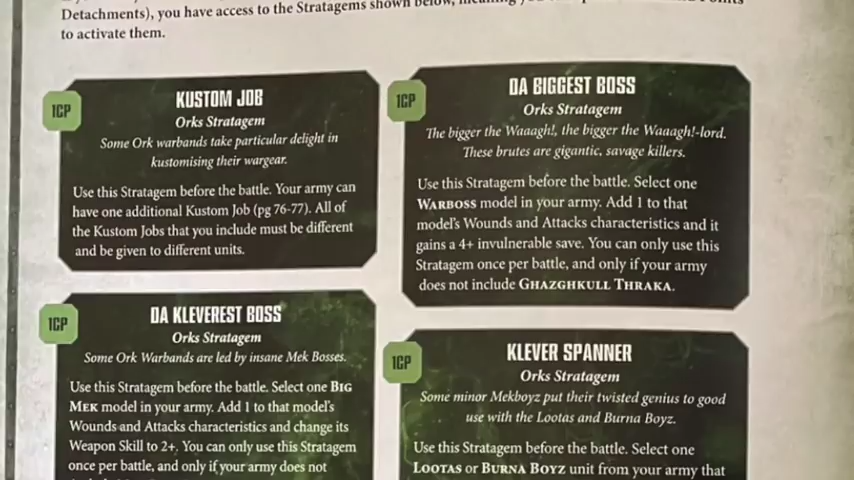 Detachments), you have access to the Stratagems shown below,
to activate them.
1CP
KUSTOM JOB
Orks Stratagem
Some Ork warbands take particular delight in
kustomising their wargear.
Use this Stratagem before the battle. Your army can
have one additional Kustom Job (pg 76-77). All of
the Kustom Jobs that you include must be different
and be given to different units.
1CP
DA BIGGEST BOSS
Orks Stratagem
The bigger the Waaagh!, the bigger the Waaagh!-lord.
These brutes are gigantic, savage killers.
Use this Stratagem before the battle. Select one
WARBOSS model in your army. Add 1 to that
model's Wounds and Attacks characteristics and it
gains a 4+ invulnerable save. You can only use this
Stratagem once per battle, and only if your army
does not include GHAZGHKULL THRAKA.
1CP
DA KLEVEREST BOSS
Orks Stratagem
Some Ork Warbands are led by insane Mek Bosses.
Use this Stratagem before the battle. Select one BIG
MEK model in your army. Add 1 to that model's
Wounds and Attacks characteristics and change its
Weapon Skill to 2+. You can only use this Stratagem
once per battle, and only if your army does not
1CP
KLEVER SPANNER
Orks Stratagem
Some minor Mekboyz put their twisted genius to good
use with the Lootas and Burna Boyz.
Use this Stratagem before the battle. Select one
LOOTAS or BURNA BOYZ unit from your army that